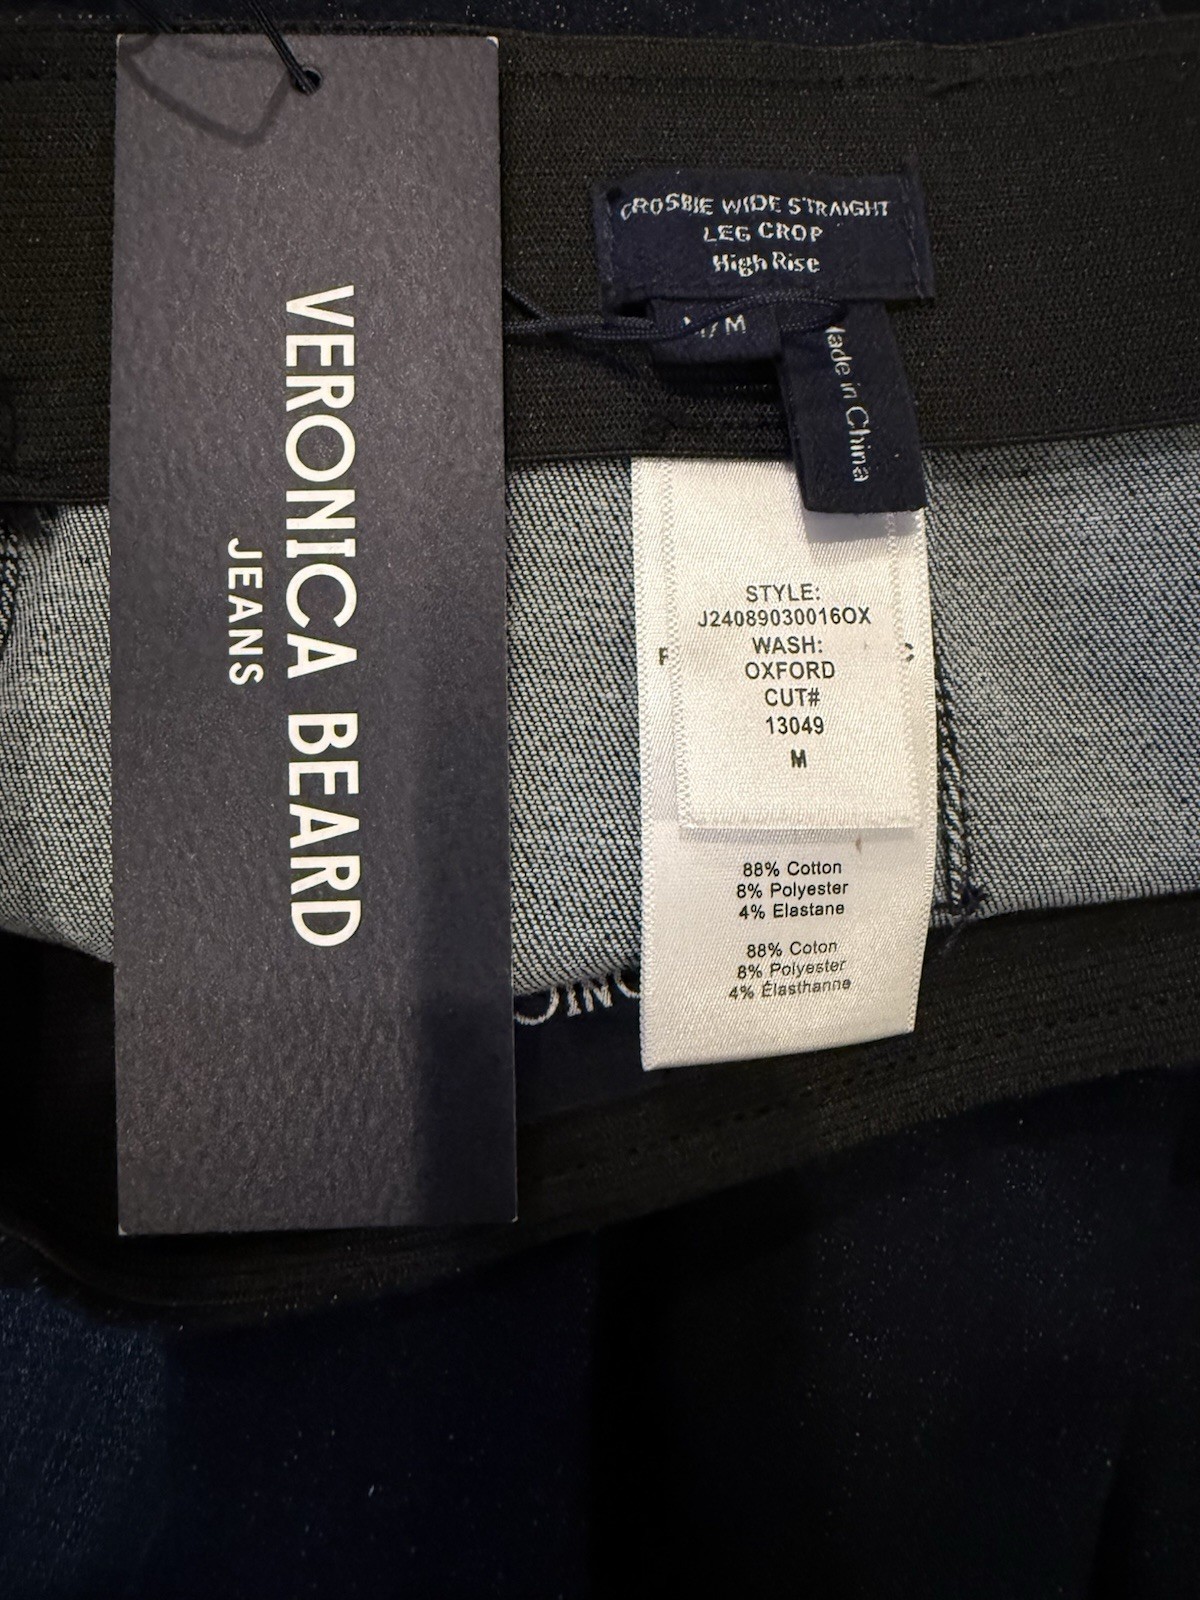 VERONICA BEARD
JEANS
CROSBIE WIDE STRAIGHT
LEG CROP
High Rise
M/M
Made in China
STYLE:
J24089030016OX
WASH:
OXFORD
CUT#
13049
M
88% Cotton
8% Polyester
4% Elastane
88% Coton
8% Polyester
4% Élasthanne